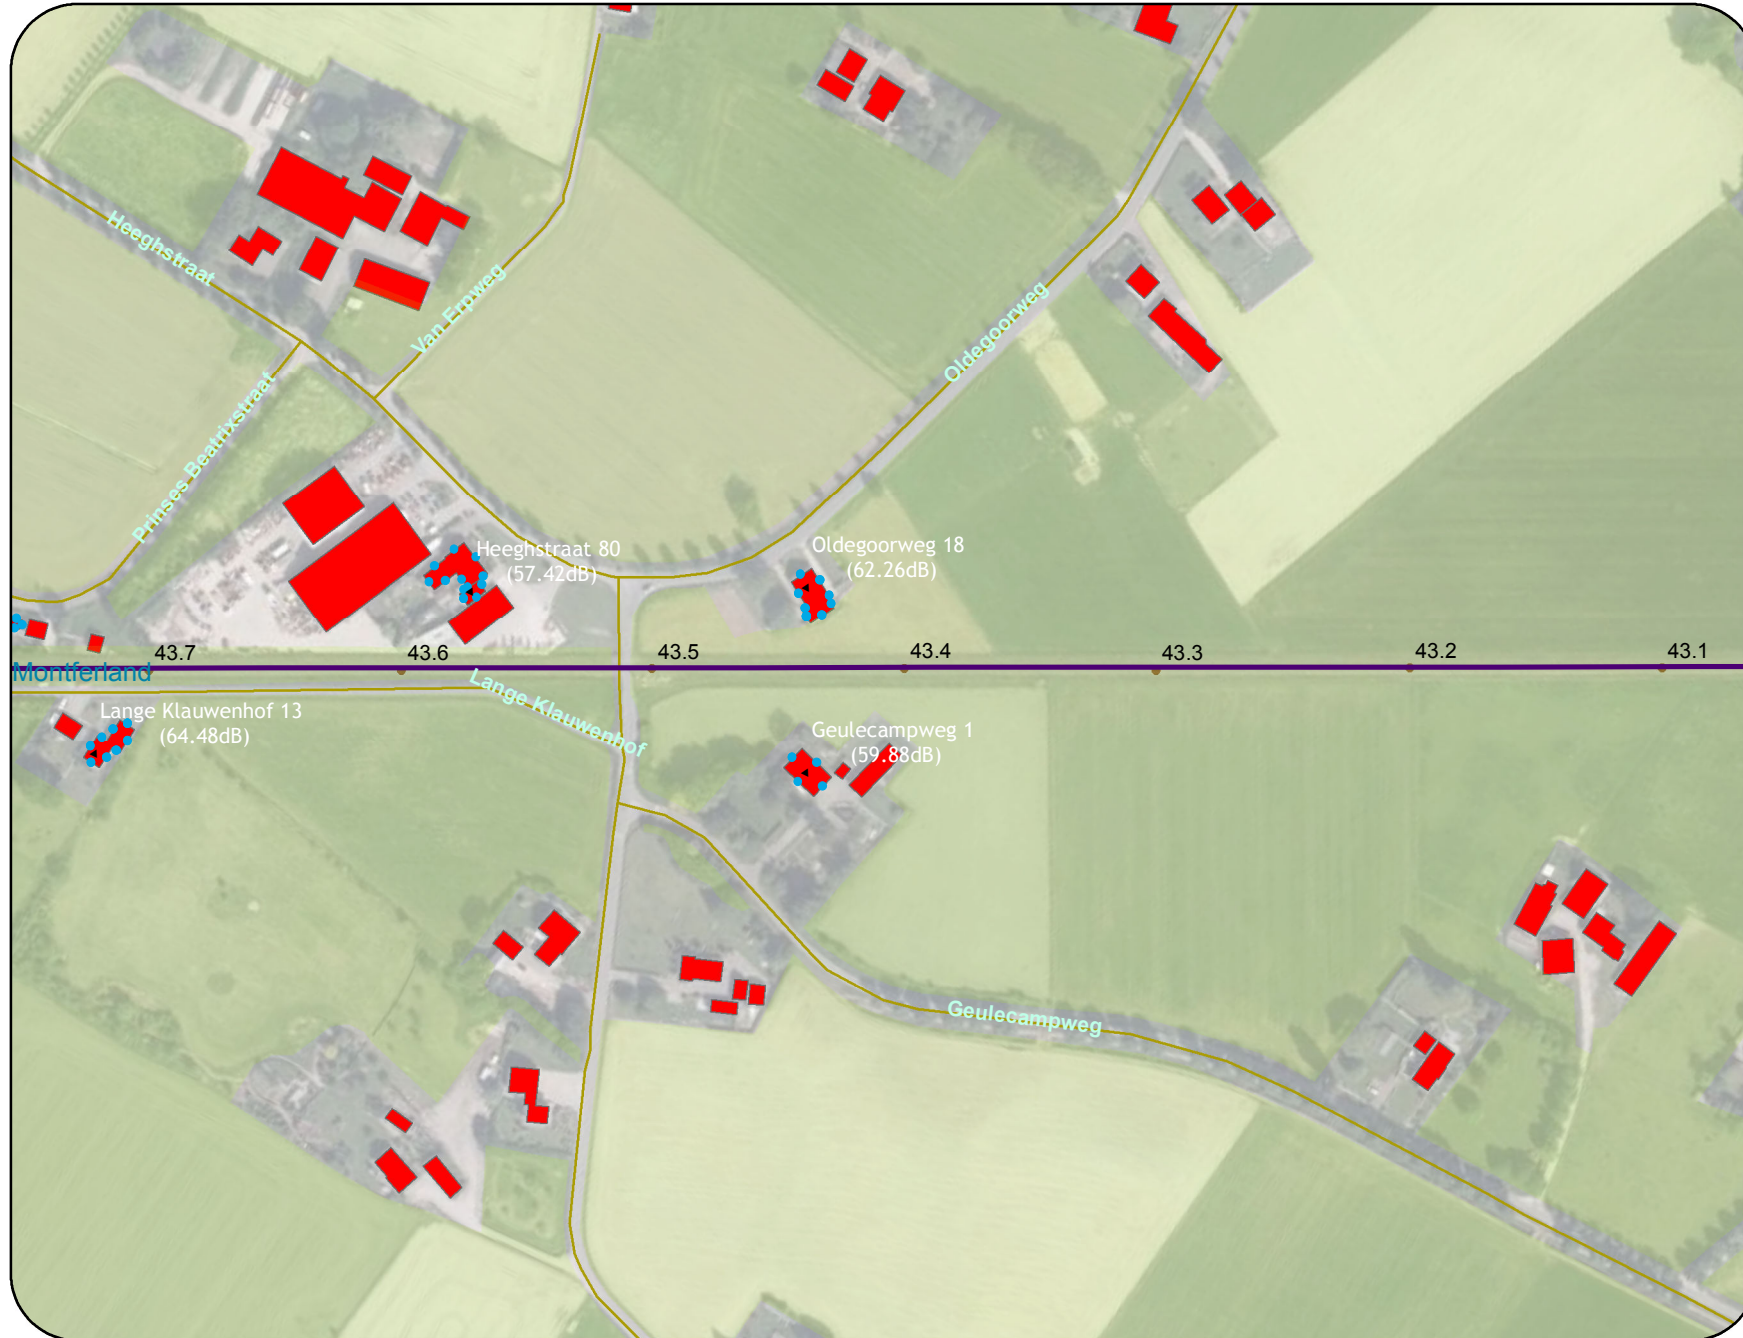 Heeghstraat
Van Erpweg
Oldegoorweg
Prinses Beatrixstraat
Heeghstraat 80
(57.42dB)
Oldegoorweg 18
(62.26dB)
43.7
43.6
43.5
43.4
43.3
43.2
43.1
Montferland
Lange Klauwenhof
Lange Klauwenhof 13
(64.48dB)
Geulecampweg 1
(59.88dB)
Geulecampweg